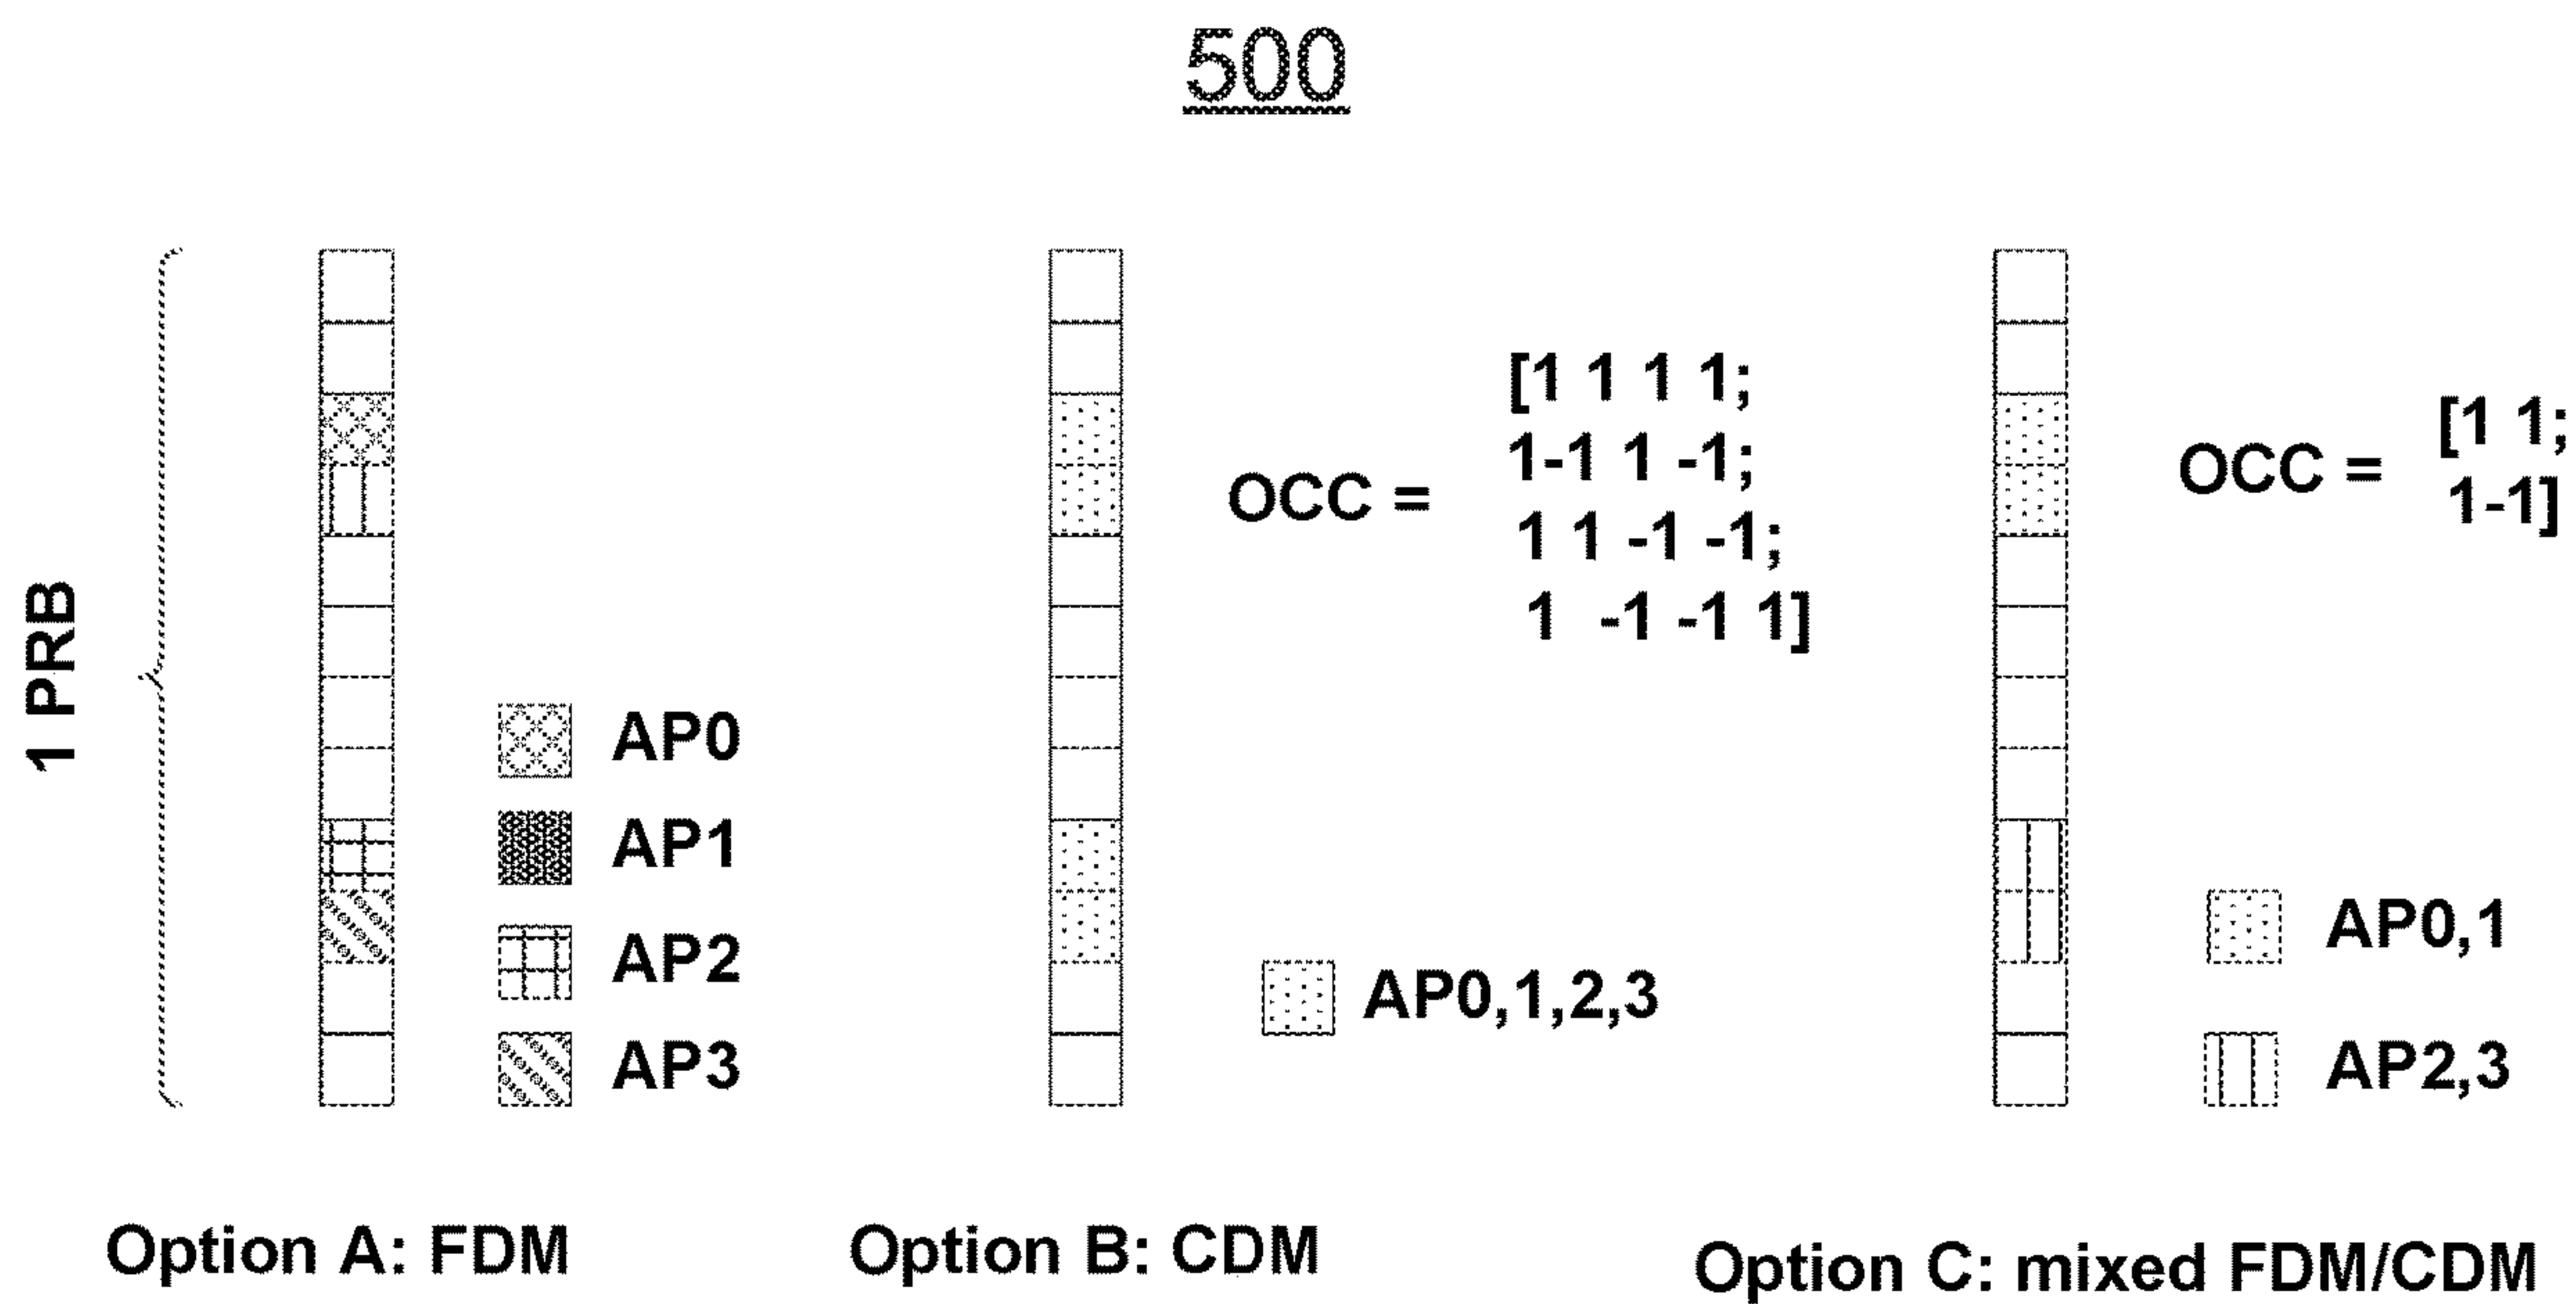 500
1 PRB
AP0
AP1
AP2
AP3
Option A: FDM
OCC =
[1 1 1 1;
1-1 1 -1;
1 1 -1 -1;
1 -1 -1 1]
AP0,1,2,3
Option B: CDM
OCC =
[1 1;
1-1]
AP0,1
AP2,3
Option C: mixed FDM/CDM